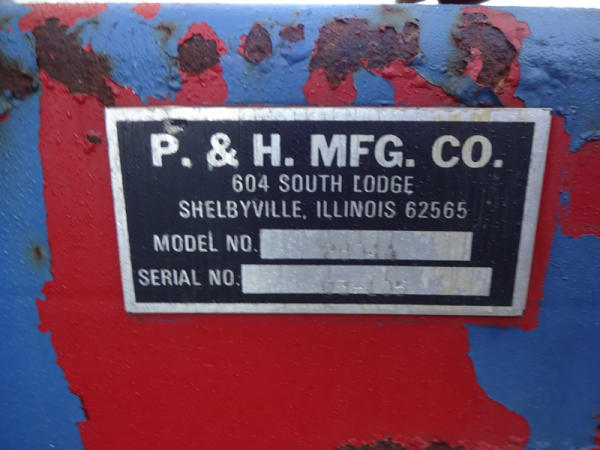 P. & H. MFG. CO.
604 SOUTH LODGE
SHELBYVILLE, ILLINOIS 62565
MODEL NO.
SERIAL NO.